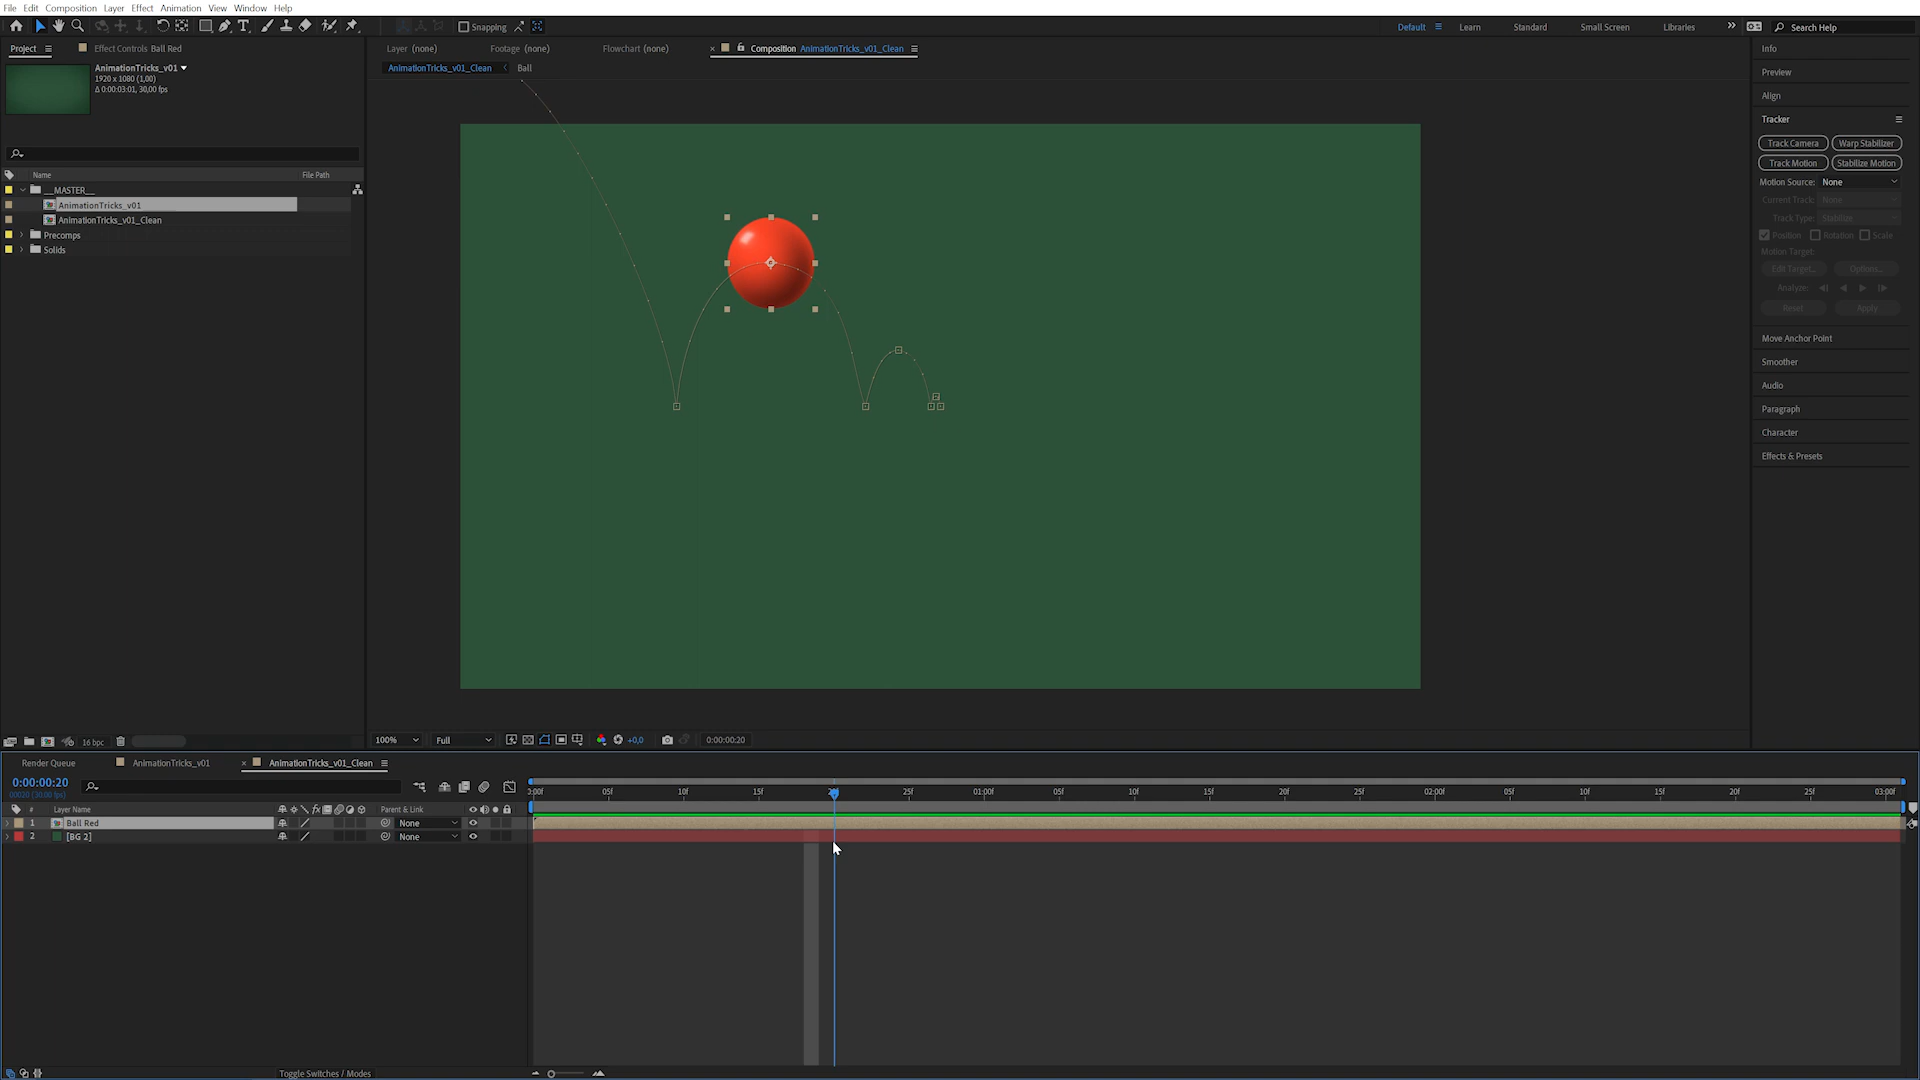 File Edit Composition Layer Effect Animation View Window Help
Snapping
Default Learn Standard Small Screen Libraries Search Help
Project Effect Controls Ball Red
Layer (none) Footage (none) Flowchart (none) Composition AnimationTricks_v01_Clean
AnimationTricks_v01_Clean Ball
AnimationTricks_v01
1920 x 1080 (1,00)
Δ 0:00:03:01, 30,00 fps
Name File Path
__MASTER__
AnimationTricks_v01
AnimationTricks_v01_Clean
Precomps
Solids
Info
Preview
Align
Tracker
Track Camera Warp Stabilizer
Track Motion Stabilize Motion
Motion Source: None
Current Track: None
Track Type: Stabilize
Position Rotation Scale
Motion Target:
Edit Target... Options...
Analyze:
Reset Apply
Move Anchor Point
Smoother
Audio
Paragraph
Character
Effects & Presets
16 bpc
100% Full +0,0 0:00:00:20
Render Queue AnimationTricks_v01 AnimationTricks_v01_Clean
0:00:00:20
00020 (30.00 fps)
05f 10f 15f 25f 01:00f 05f 10f 15f 20f 25f 02:00f 05f 10f 15f 20f 25f 03:00f
# Layer Name Parent & Link
1 Ball Red None
2 [BG 2] None
Toggle Switches / Modes